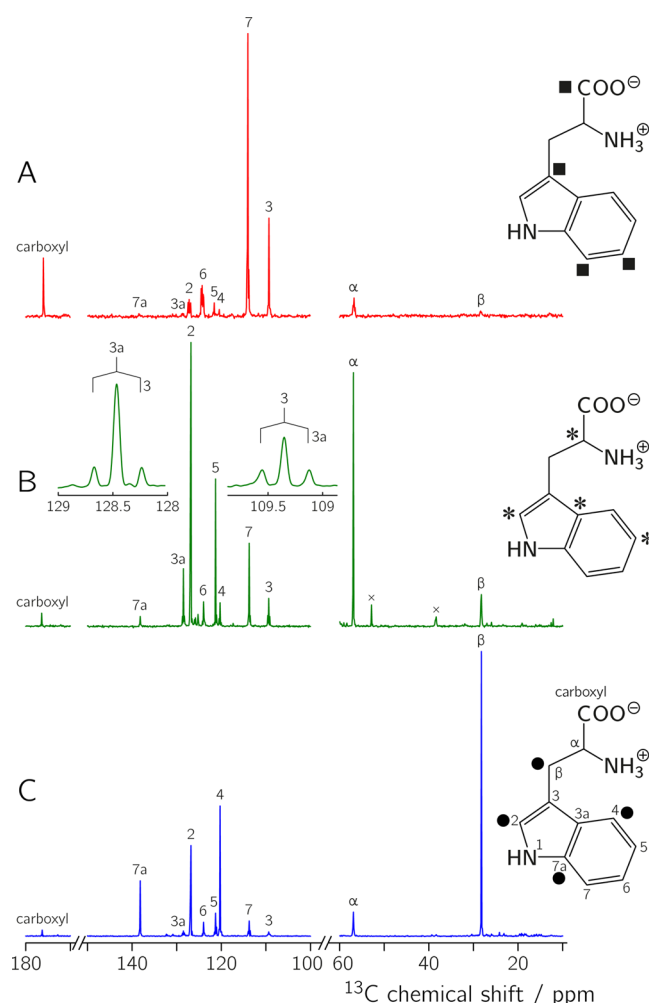 A
7
3
carboxyl
7a
3a
2
6
5
4
α
β
COO⊖
NH₃⊕
HN
B
3a
3
129
128.5
128
3
3a
109.5
109
carboxyl
7a
3a
2
6
5
4
7
3
α
×
×
β
COO⊖
NH₃⊕
HN
*
*
*
*
C
carboxyl
7a
3a
2
6
5
4
7
3
α
β
carboxyl
COO⊖
α
NH₃⊕
β
3
2
3a
4
1
HN
7a
5
7
6
180
140
120
100
60
40
20
¹³C chemical shift / ppm